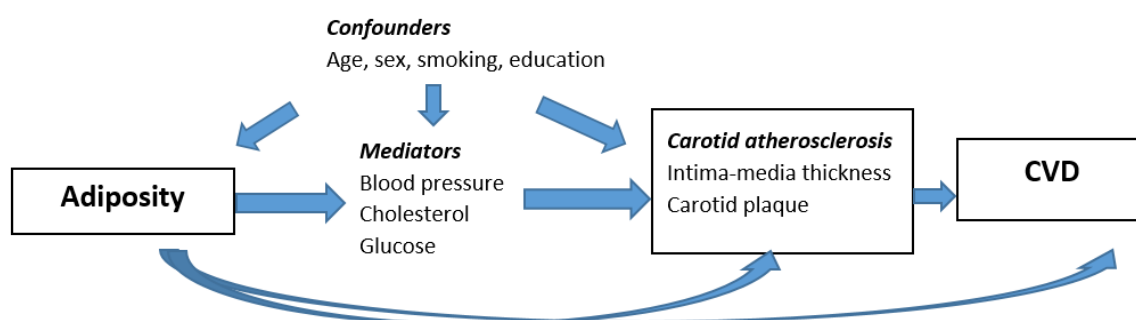 Confounders
Age, sex, smoking, education
Adiposity
Mediators
Blood pressure
Cholesterol
Glucose
Carotid atherosclerosis
Intima-media thickness
Carotid plaque
CVD